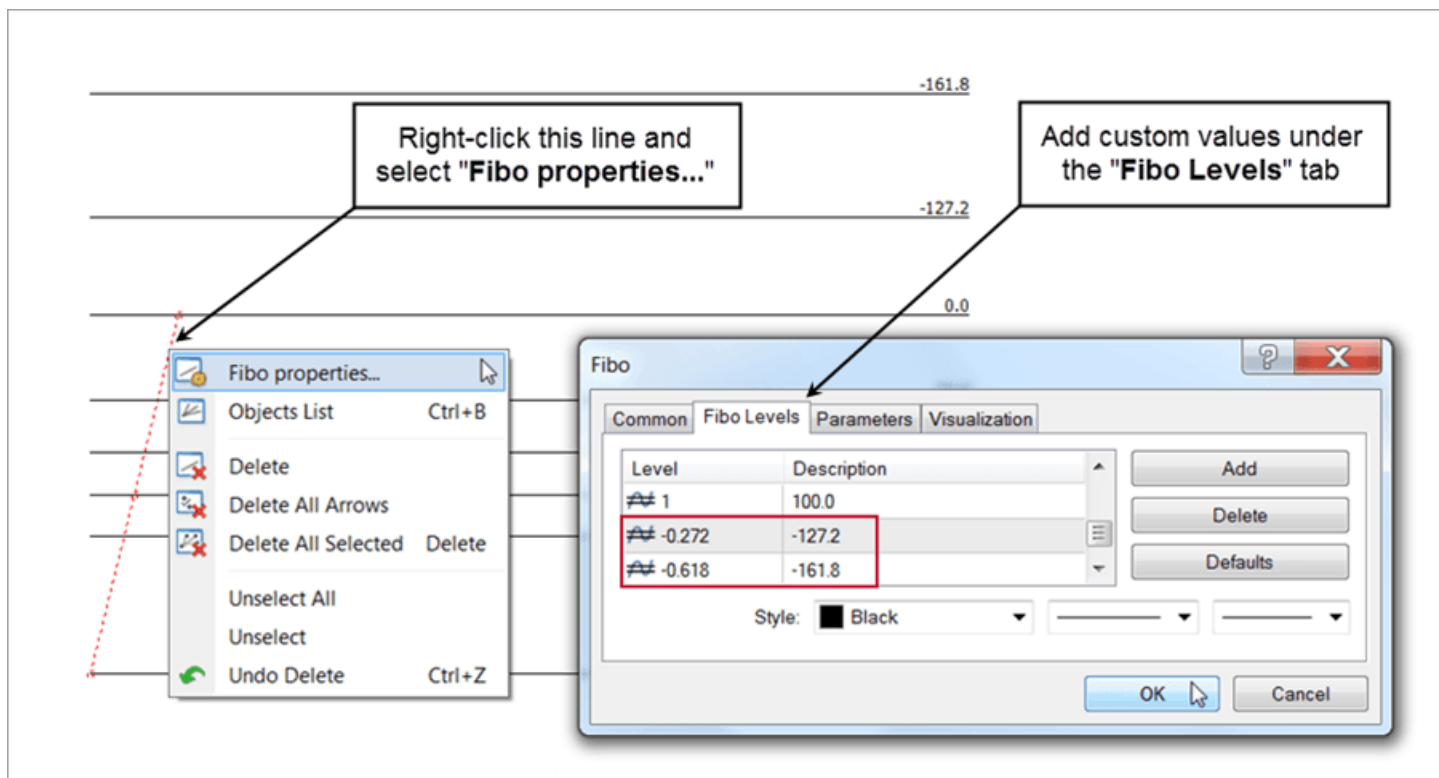 -161.8
Right-click this line and
select "Fibo properties..."
Add custom values under
the "Fibo Levels" tab
-127.2
0.0
Fibo properties...
Objects List Ctrl+B
Delete
Delete All Arrows
Delete All Selected Delete
Unselect All
Unselect
Undo Delete Ctrl+Z
Fibo
Common Fibo Levels Parameters Visualization
Level Description
1 100.0
-0.272 -127.2
-0.618 -161.8
Add
Delete
Defaults
Style: Black
OK Cancel